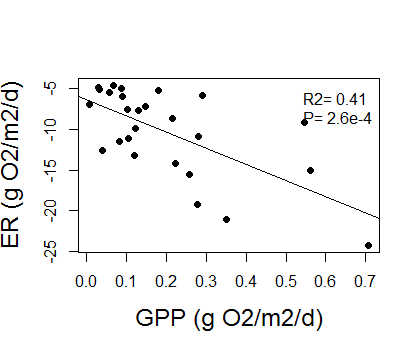 R2= 0.41
P= 2.6e-4
ER (g O2/m2/d)
-5
-10
-15
-20
-25
0.0 0.1 0.2 0.3 0.4 0.5 0.6 0.7
GPP (g O2/m2/d)